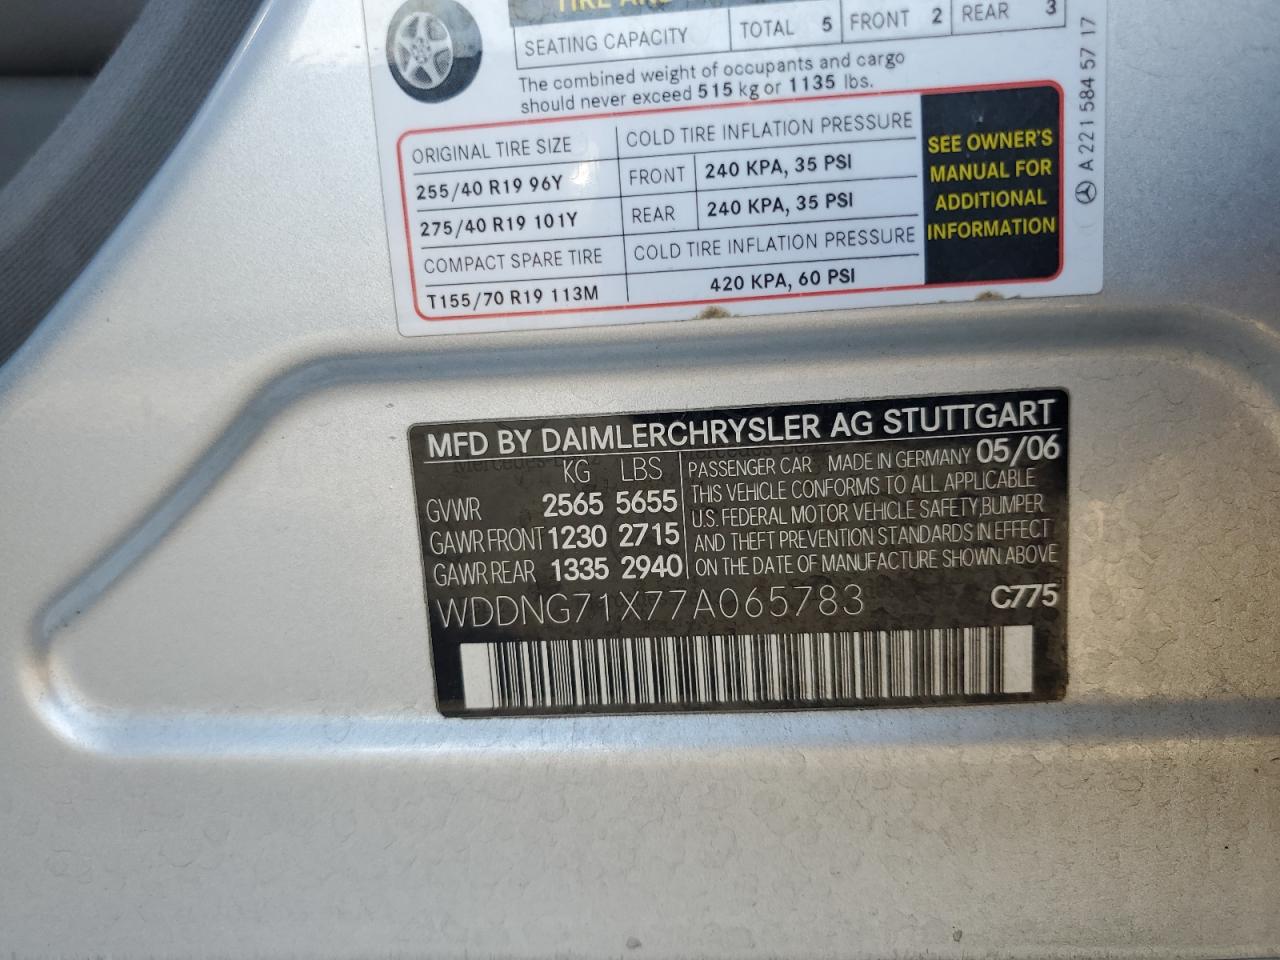 TIRE AND
SEATING CAPACITY TOTAL 5 FRONT 2 REAR 3
The combined weight of occupants and cargo
should never exceed 515 kg or 1135 lbs.
ORIGINAL TIRE SIZE COLD TIRE INFLATION PRESSURE
255/40 R19 96Y FRONT 240 KPA, 35 PSI
275/40 R19 101Y REAR 240 KPA, 35 PSI
COMPACT SPARE TIRE COLD TIRE INFLATION PRESSURE
T155/70 R19 113M 420 KPA, 60 PSI
SEE OWNER'S
MANUAL FOR
ADDITIONAL
INFORMATION
A 221 584 57 17
MFD BY DAIMLERCHRYSLER AG STUTTGART
Mercedes-Benz Mercedes-Benz
KG LBS PASSENGER CAR MADE IN GERMANY 05/06
GVWR 2565 5655 THIS VEHICLE CONFORMS TO ALL APPLICABLE
U.S. FEDERAL MOTOR VEHICLE SAFETY,BUMPER
GAWR FRONT 1230 2715 AND THEFT PREVENTION STANDARDS IN EFFECT
GAWR REAR 1335 2940 ON THE DATE OF MANUFACTURE SHOWN ABOVE
WDDNG71X77A065783 C775